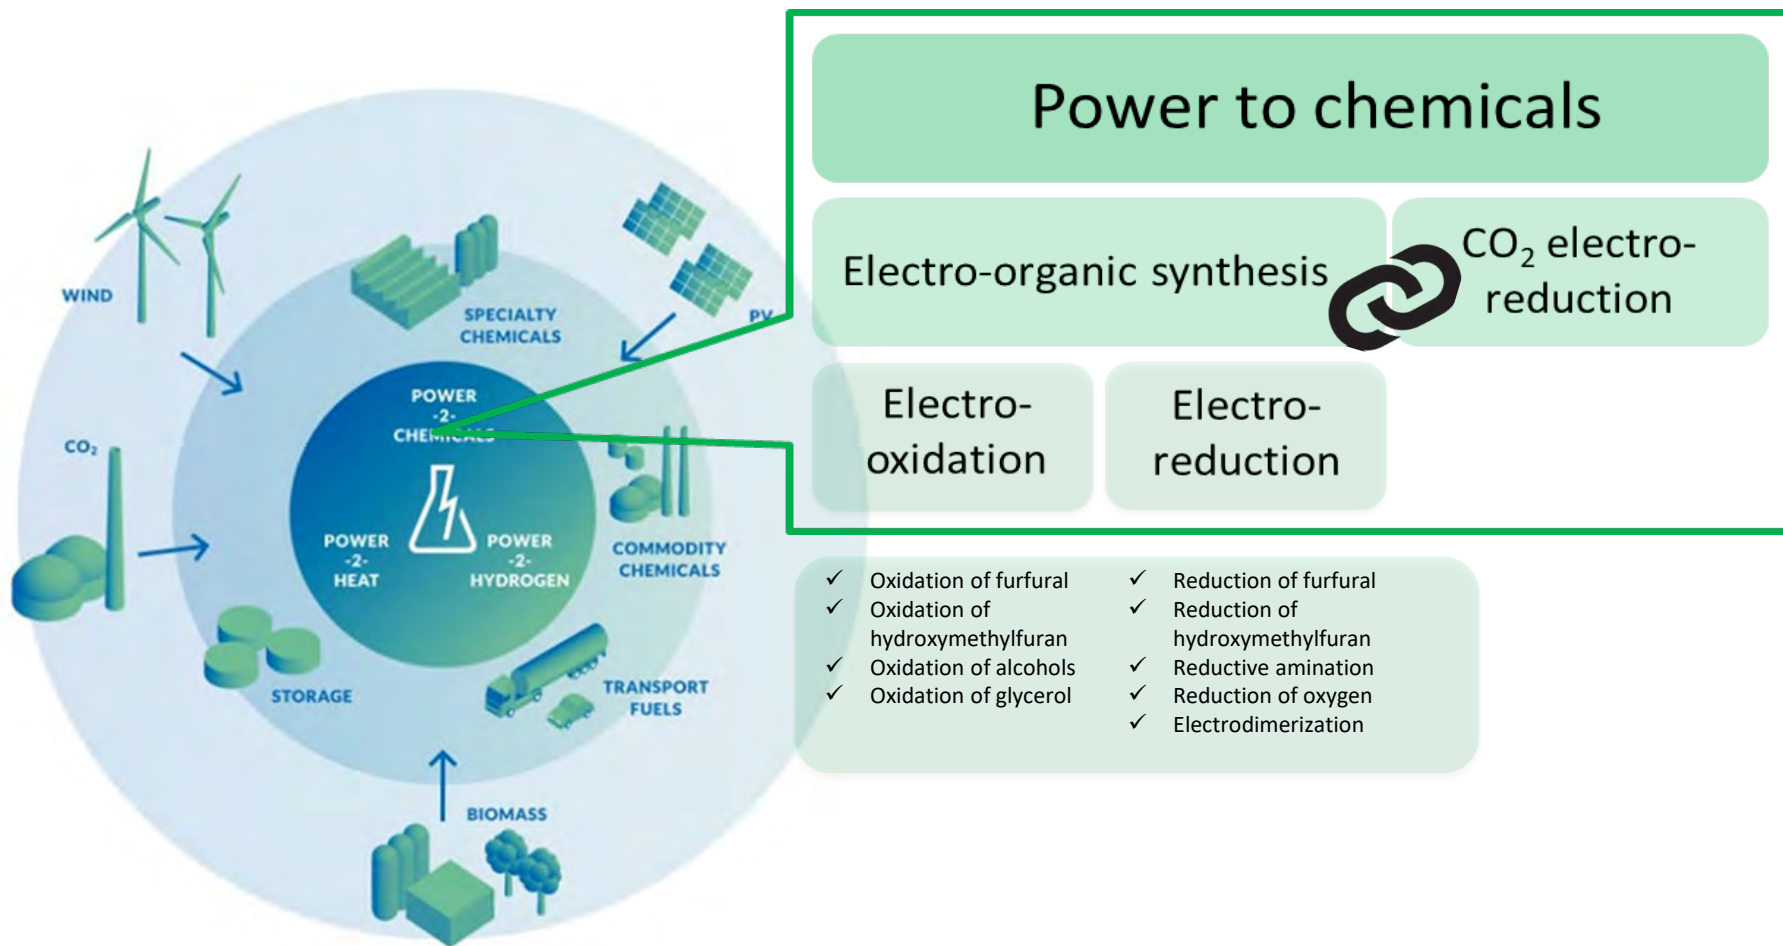 Power to chemicals
Electro-organic synthesis
CO₂ electro-
reduction
Electro-
oxidation
Electro-
reduction
✓ Oxidation of furfural
✓ Oxidation of
hydroxymethylfuran
✓ Oxidation of alcohols
✓ Oxidation of glycerol
✓ Reduction of furfural
✓ Reduction of
hydroxymethylfuran
✓ Reductive amination
✓ Reduction of oxygen
✓ Electrodimerization
WIND
SPECIALTY
CHEMICALS
PV
POWER
-2-
CHEMICALS
CO₂
POWER
-2-
HEAT
POWER
-2-
HYDROGEN
COMMODITY
CHEMICALS
STORAGE
TRANSPORT
FUELS
BIOMASS